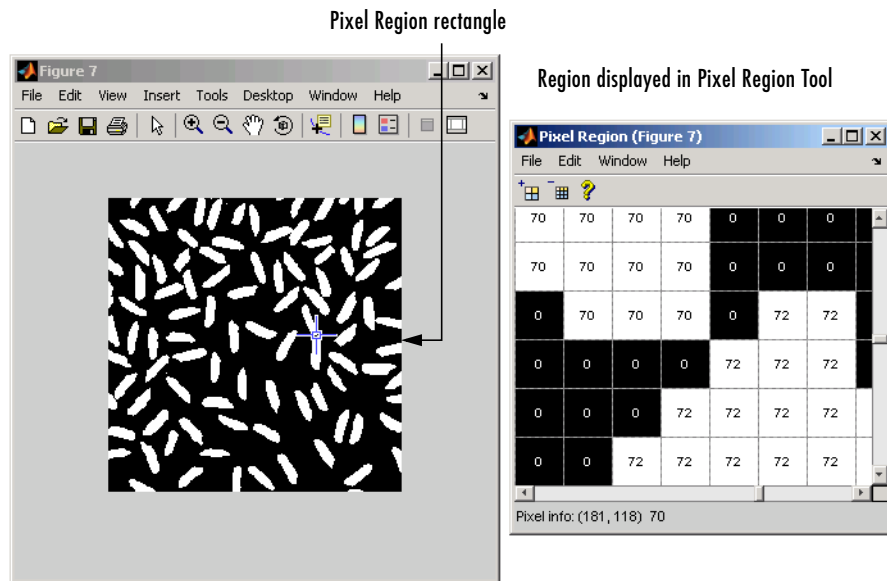 Pixel Region rectangle
Figure 7
File Edit View Insert Tools Desktop Window Help
Region displayed in Pixel Region Tool
Pixel Region (Figure 7)
File Edit Window Help
70 70 70 70 0 0 0
70 70 70 70 0 0 0
0 70 70 70 0 72 72
0 0 0 0 72 72 72
0 0 0 72 72 72 72
0 0 72 72 72 72 72
Pixel info: (181, 118) 70